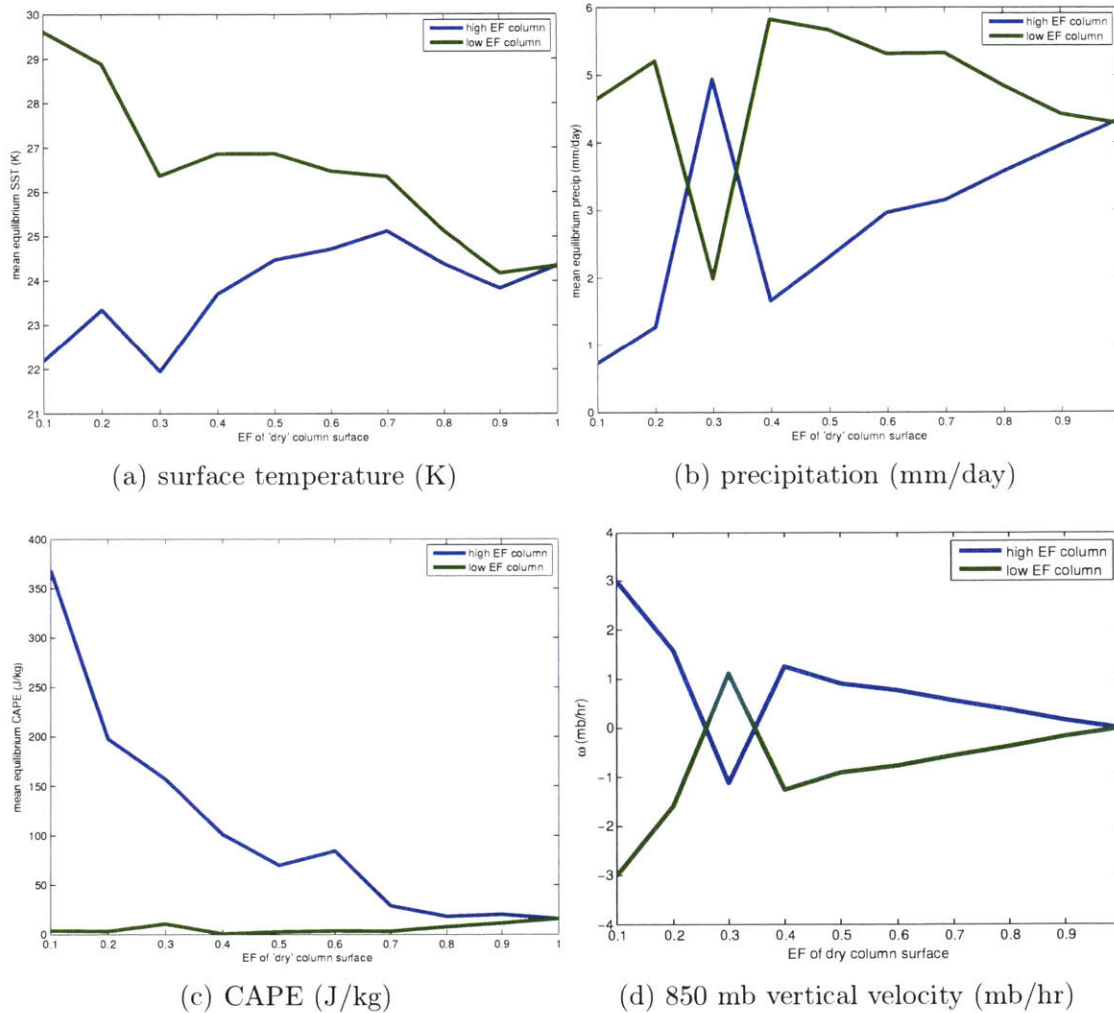 30
29
28
27
26
25
24
23
22
21
mean equilibrium SST (K)
high EF column
low EF column
0.1 0.2 0.3 0.4 0.5 0.6 0.7 0.8 0.9 1
EF of 'dry' column surface
(a) surface temperature (K)
6
5
4
3
2
1
0
mean equilibrium precip (mm/day)
high EF column
low EF column
0.1 0.2 0.3 0.4 0.5 0.6 0.7 0.8 0.9
EF of 'dry' column surface
(b) precipitation (mm/day)
400
350
300
250
200
150
100
50
0
mean equilibrium CAPE (J/kg)
high EF column
low EF column
0.1 0.2 0.3 0.4 0.5 0.6 0.7 0.8 0.9 1
EF of 'dry' column surface
(c) CAPE (J/kg)
4
3
2
1
0
−1
−2
−3
−4
ω (mb/hr)
high EF column
low EF column
0.1 0.2 0.3 0.4 0.5 0.6 0.7 0.8 0.9
EF of dry column surface
(d) 850 mb vertical velocity (mb/hr)